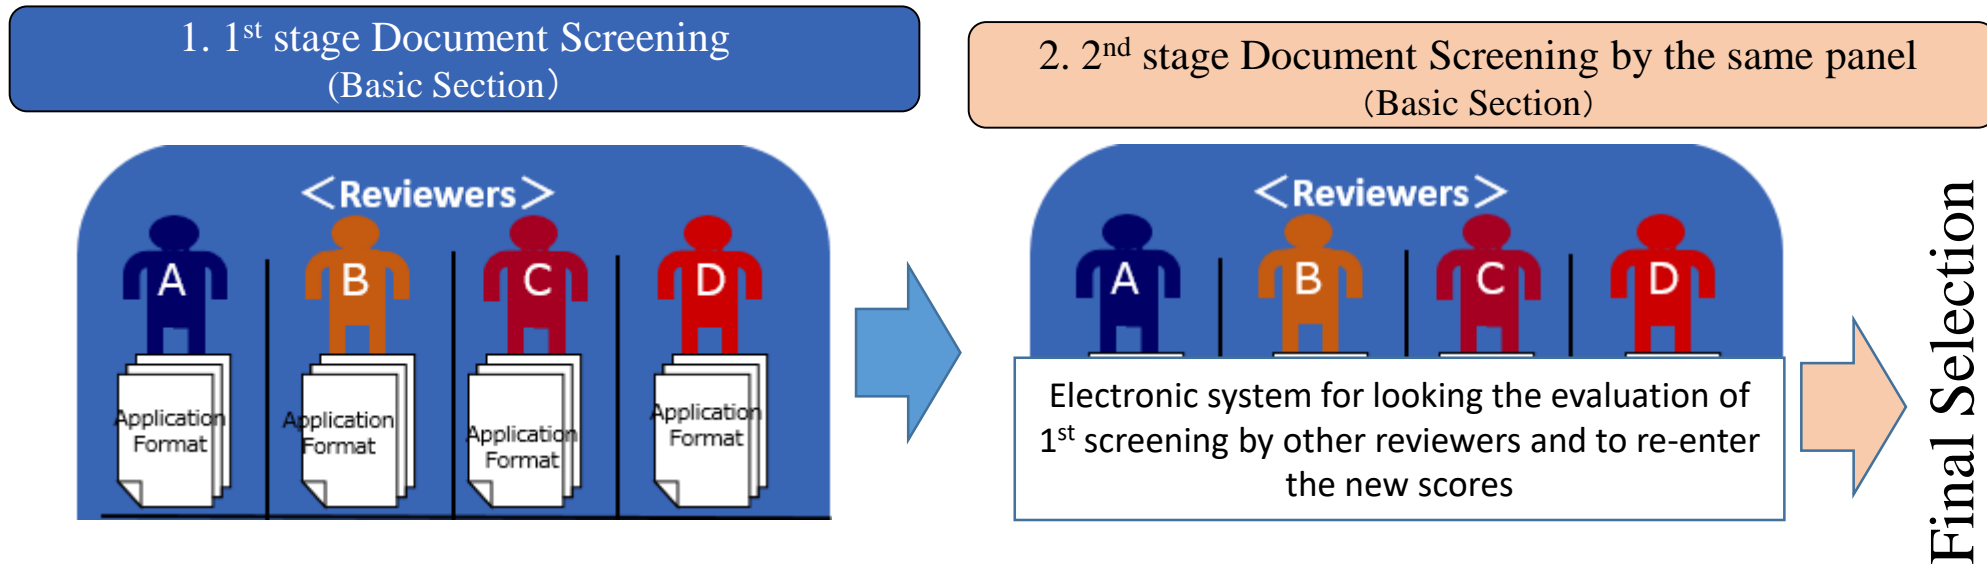 1. 1st stage Document Screening
(Basic Section）
2. 2nd stage Document Screening by the same panel
（Basic Section）
＜Reviewers＞
A
B
C
D
Application
Format
Application
Format
Application
Format
Application
Format
＜Reviewers＞
A
B
C
D
Electronic system for looking the evaluation of
1st screening by other reviewers and to re-enter
the new scores
Final Selection